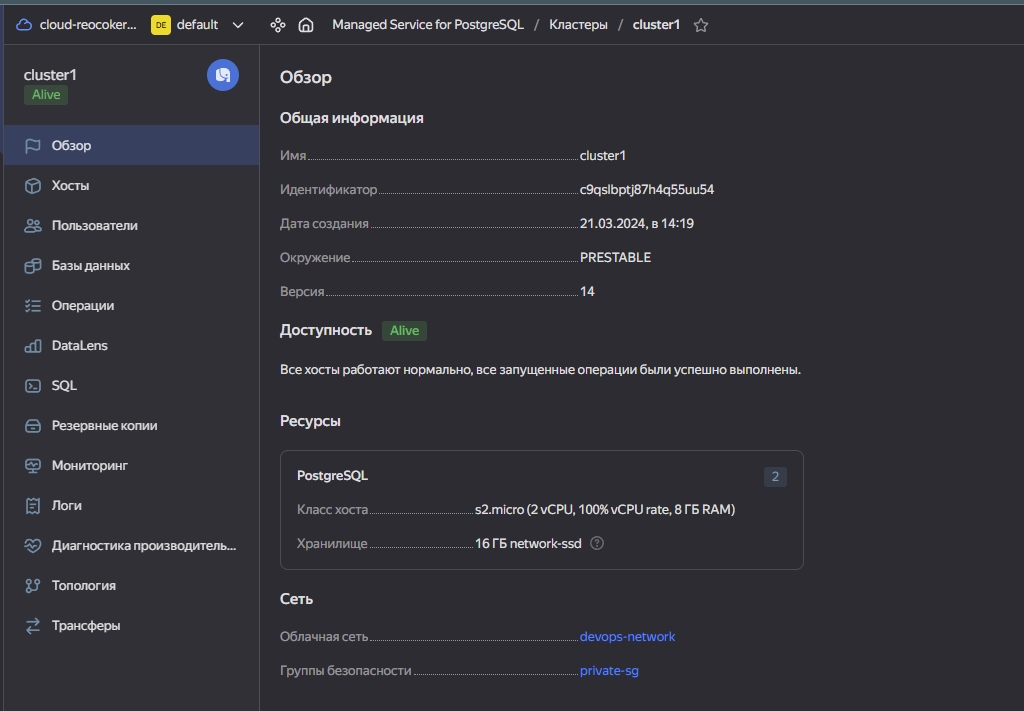 cloud-reocoker... DE default Managed Service for PostgreSQL / Кластеры / cluster1
cluster1
Alive
Обзор
Хосты
Пользователи
Базы данных
Операции
DataLens
SQL
Резервные копии
Мониторинг
Логи
Диагностика производитель...
Топология
Трансферы
Обзор
Общая информация
Имя cluster1
Идентификатор c9qslbptj87h4q55uu54
Дата создания 21.03.2024, в 14:19
Окружение PRESTABLE
Версия 14
Доступность Alive
Все хосты работают нормально, все запущенные операции были успешно выполнены.
Ресурсы
PostgreSQL 2
Класс хоста s2.micro (2 vCPU, 100% vCPU rate, 8 ГБ RAM)
Хранилище 16 ГБ network-ssd ?
Сеть
Облачная сеть devops-network
Группы безопасности private-sg